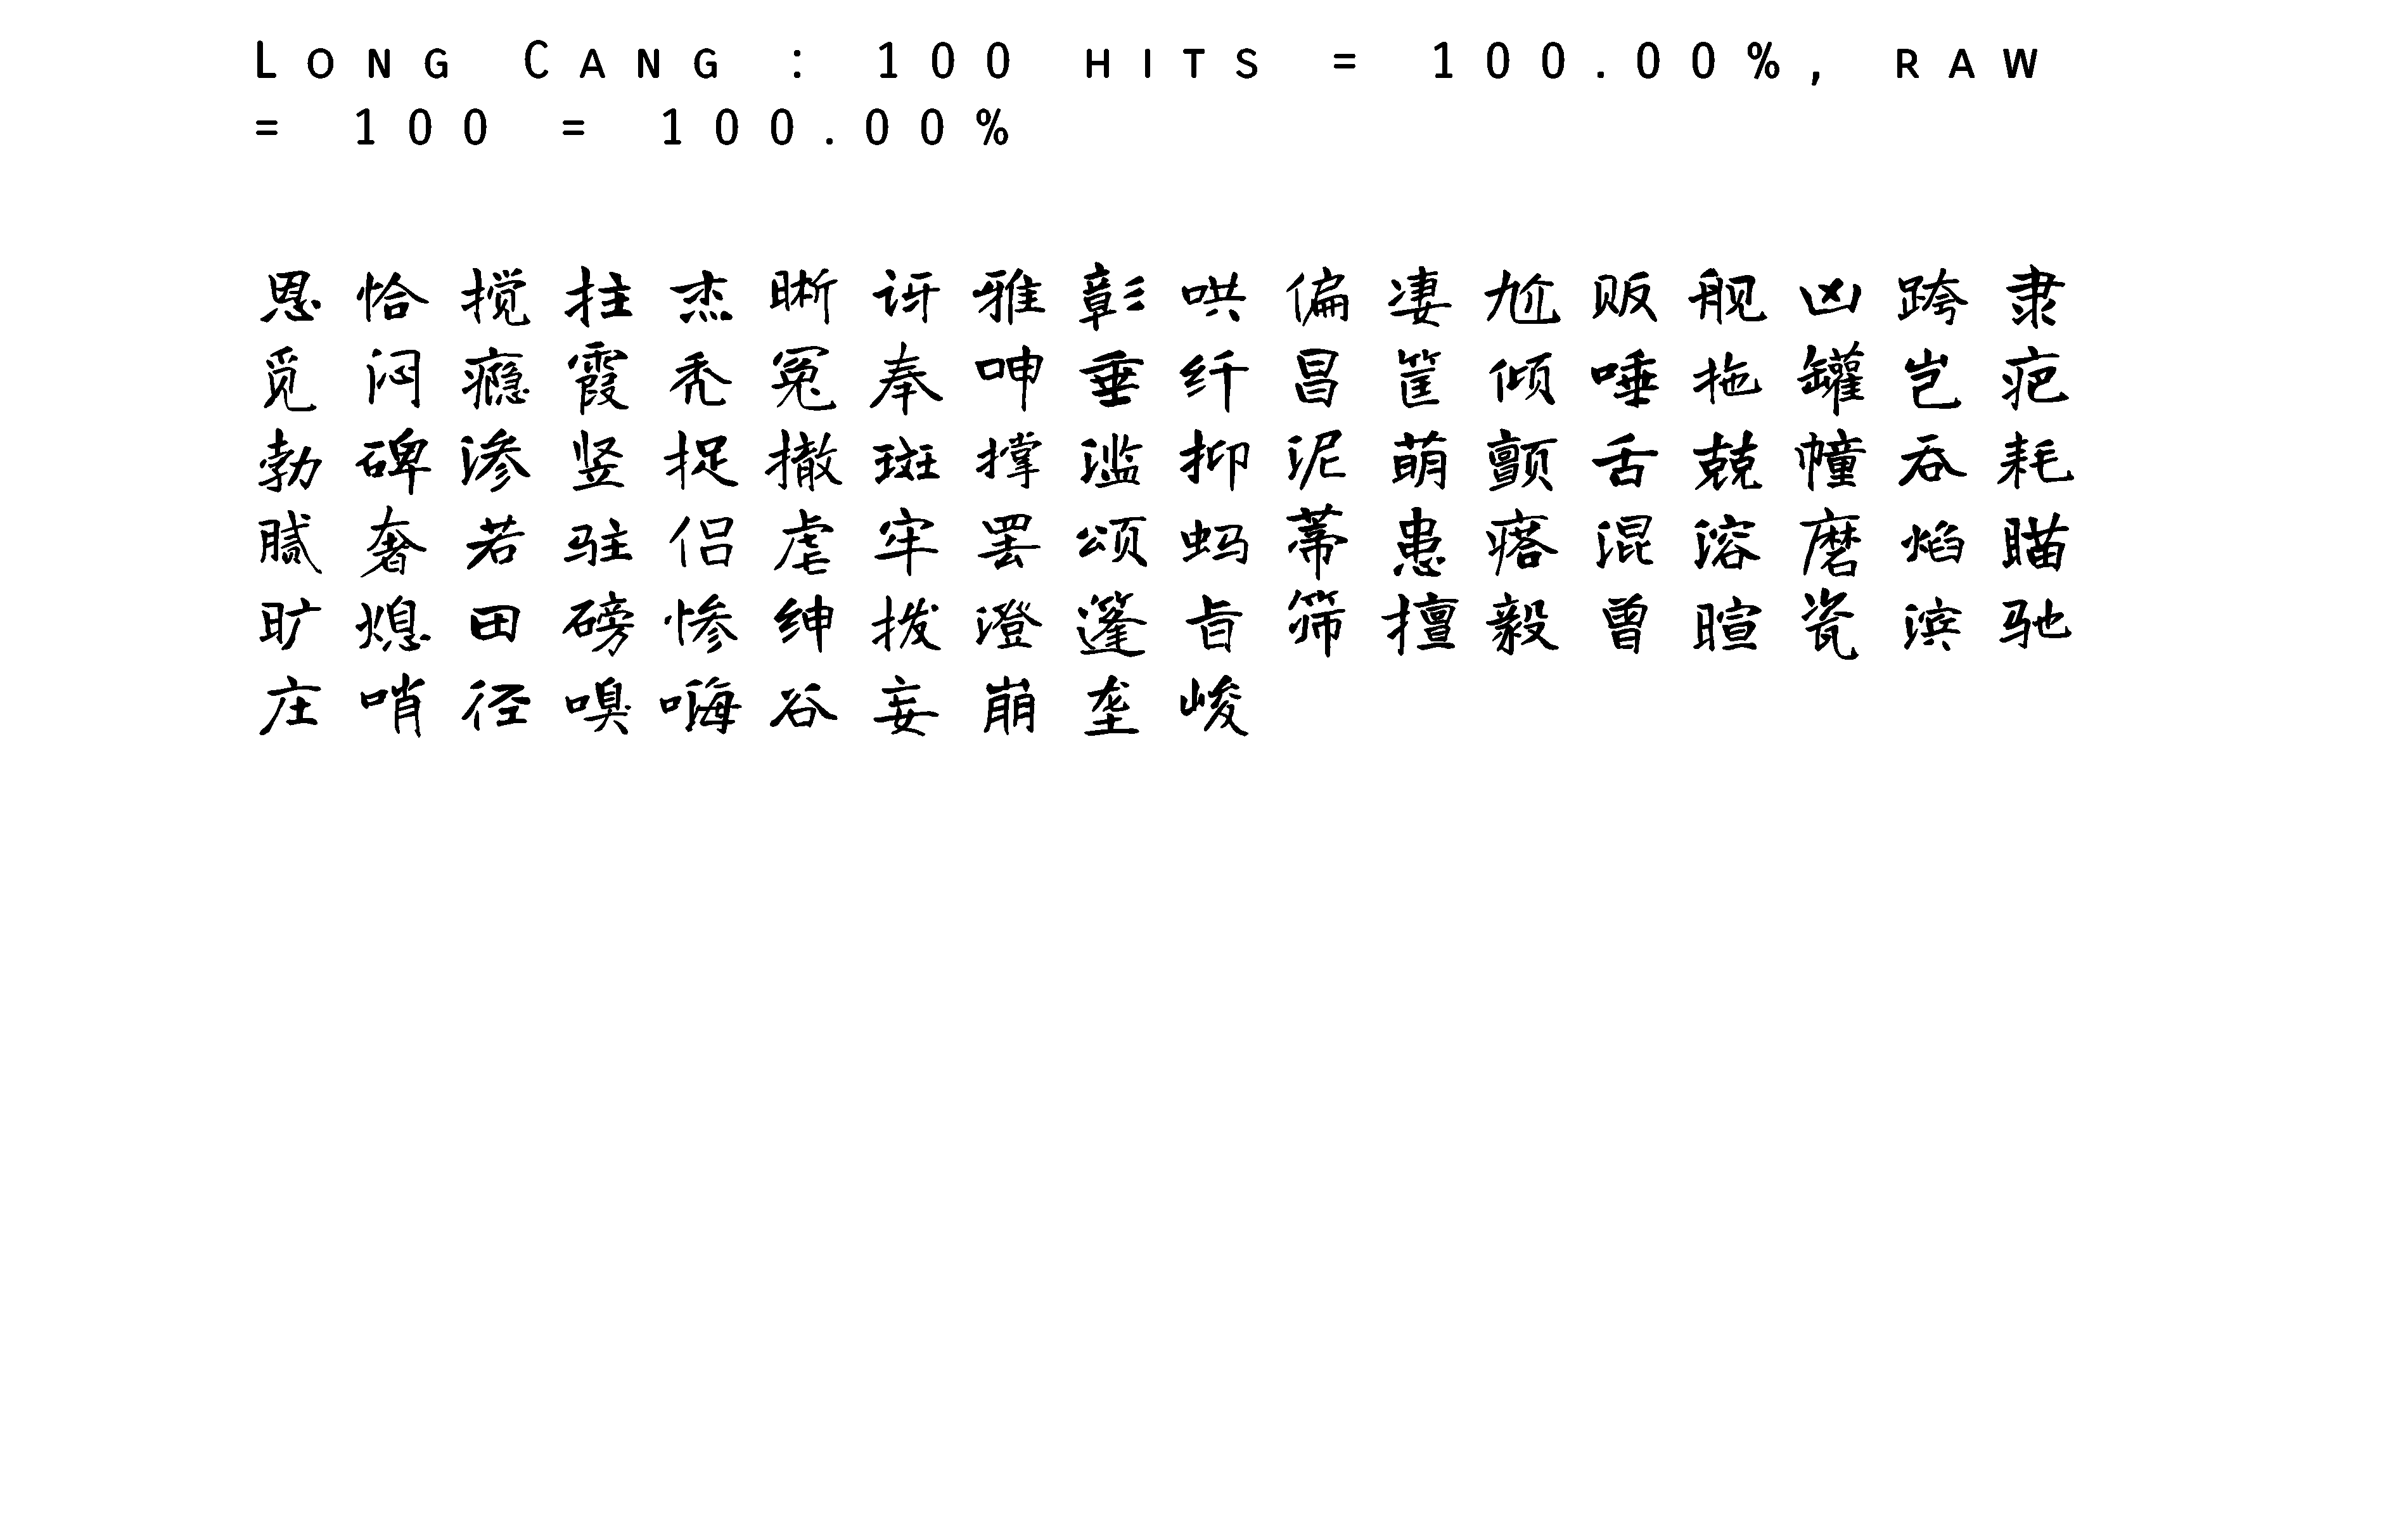 Long Cang : 100 hits = 100.00%, raw
= 100 = 100.00%
恩恰搅拄杰晰讶雅彰哄偏凄尬贩舰凶跨隶
觅闷瘾霞秃冤奉呻垂纤昌筐倾唾拖罐岂疤
勃碑渗竖捉撤斑撑滥抑泥萌颤舌兢幢吞耗
腻奢若驻侣虐牢罢颂蚂蒂患瘩混溶磨焰瞄
旷熄田磅惨绅拨澄蓬旨筛擅毅曾暄瓷滨驰
庄哨径嗅嗨谷妄崩垄峻